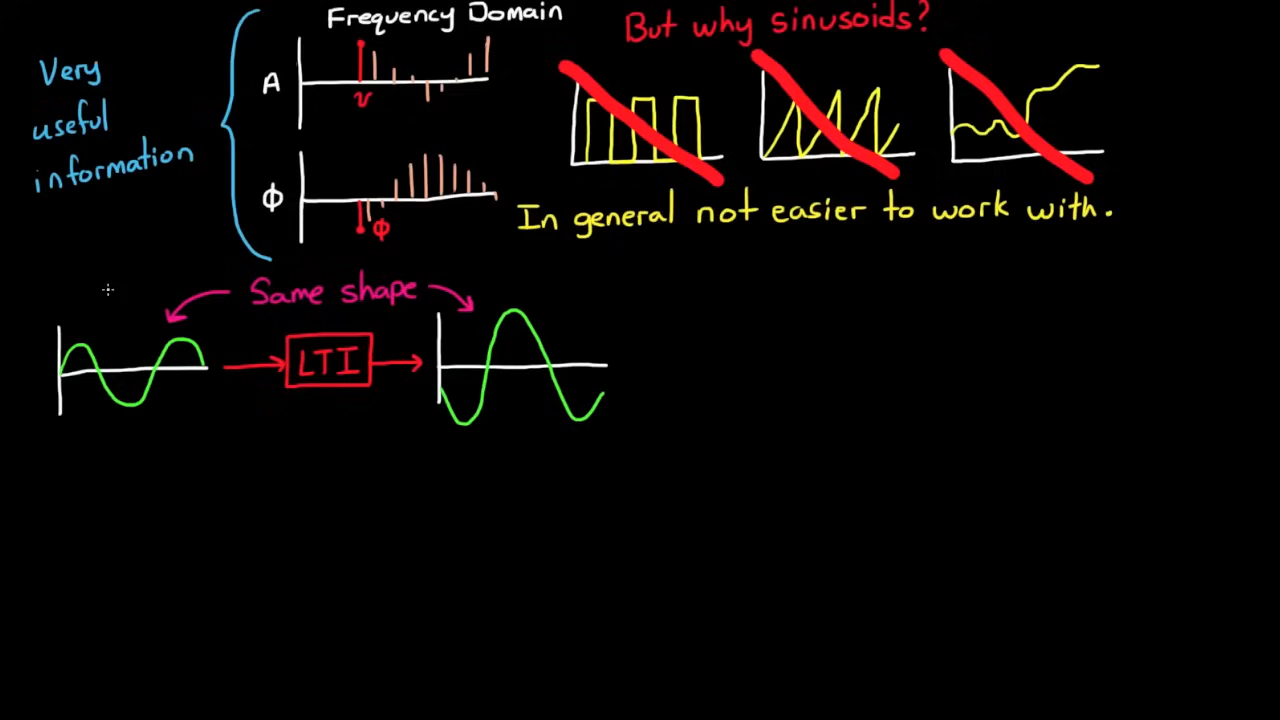 Frequency Domain
But why sinusoids?
Very
useful
information
A
v
Φ
Φ
In general not easier to work with.
Same shape
LTI